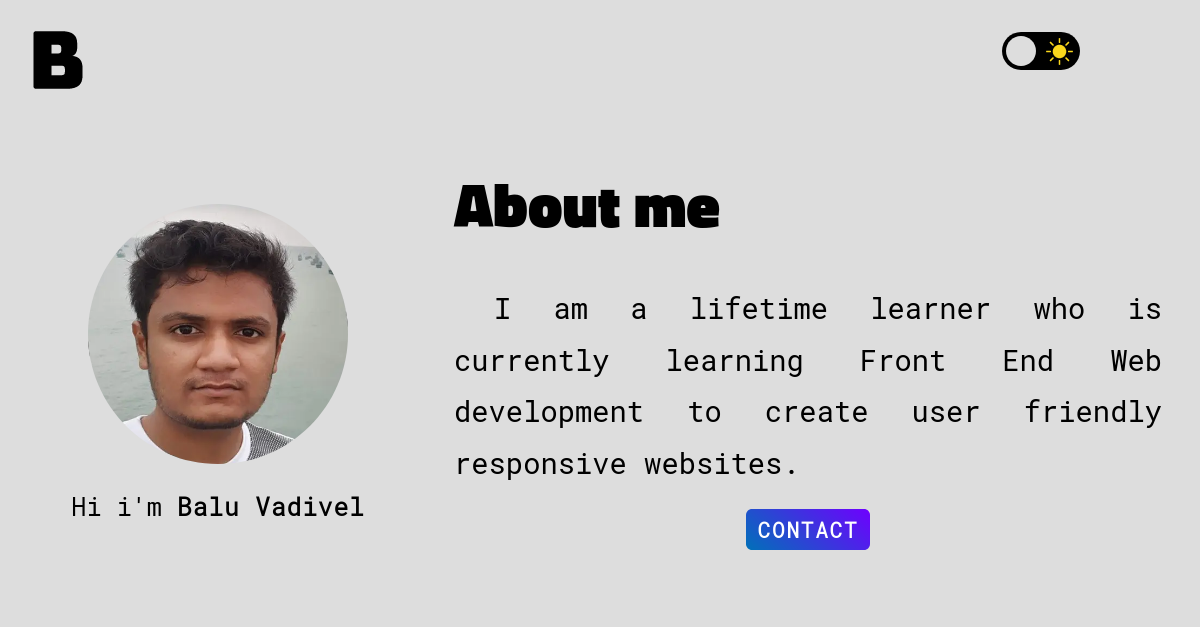 B
About me
I am a lifetime learner who is
currently learning Front End Web
development to create user friendly
responsive websites.
Hi i'm Balu Vadivel
CONTACT